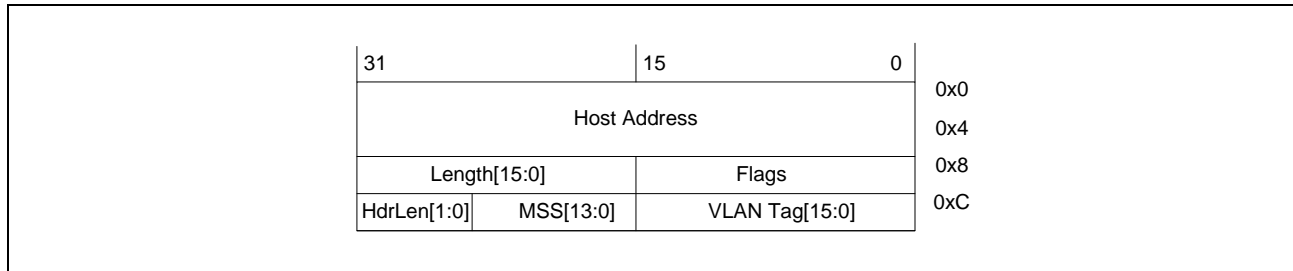 31 15 0
0x0
Host Address
0x4
Length[15:0] Flags 0x8
HdrLen[1:0] MSS[13:0] VLAN Tag[15:0] 0xC